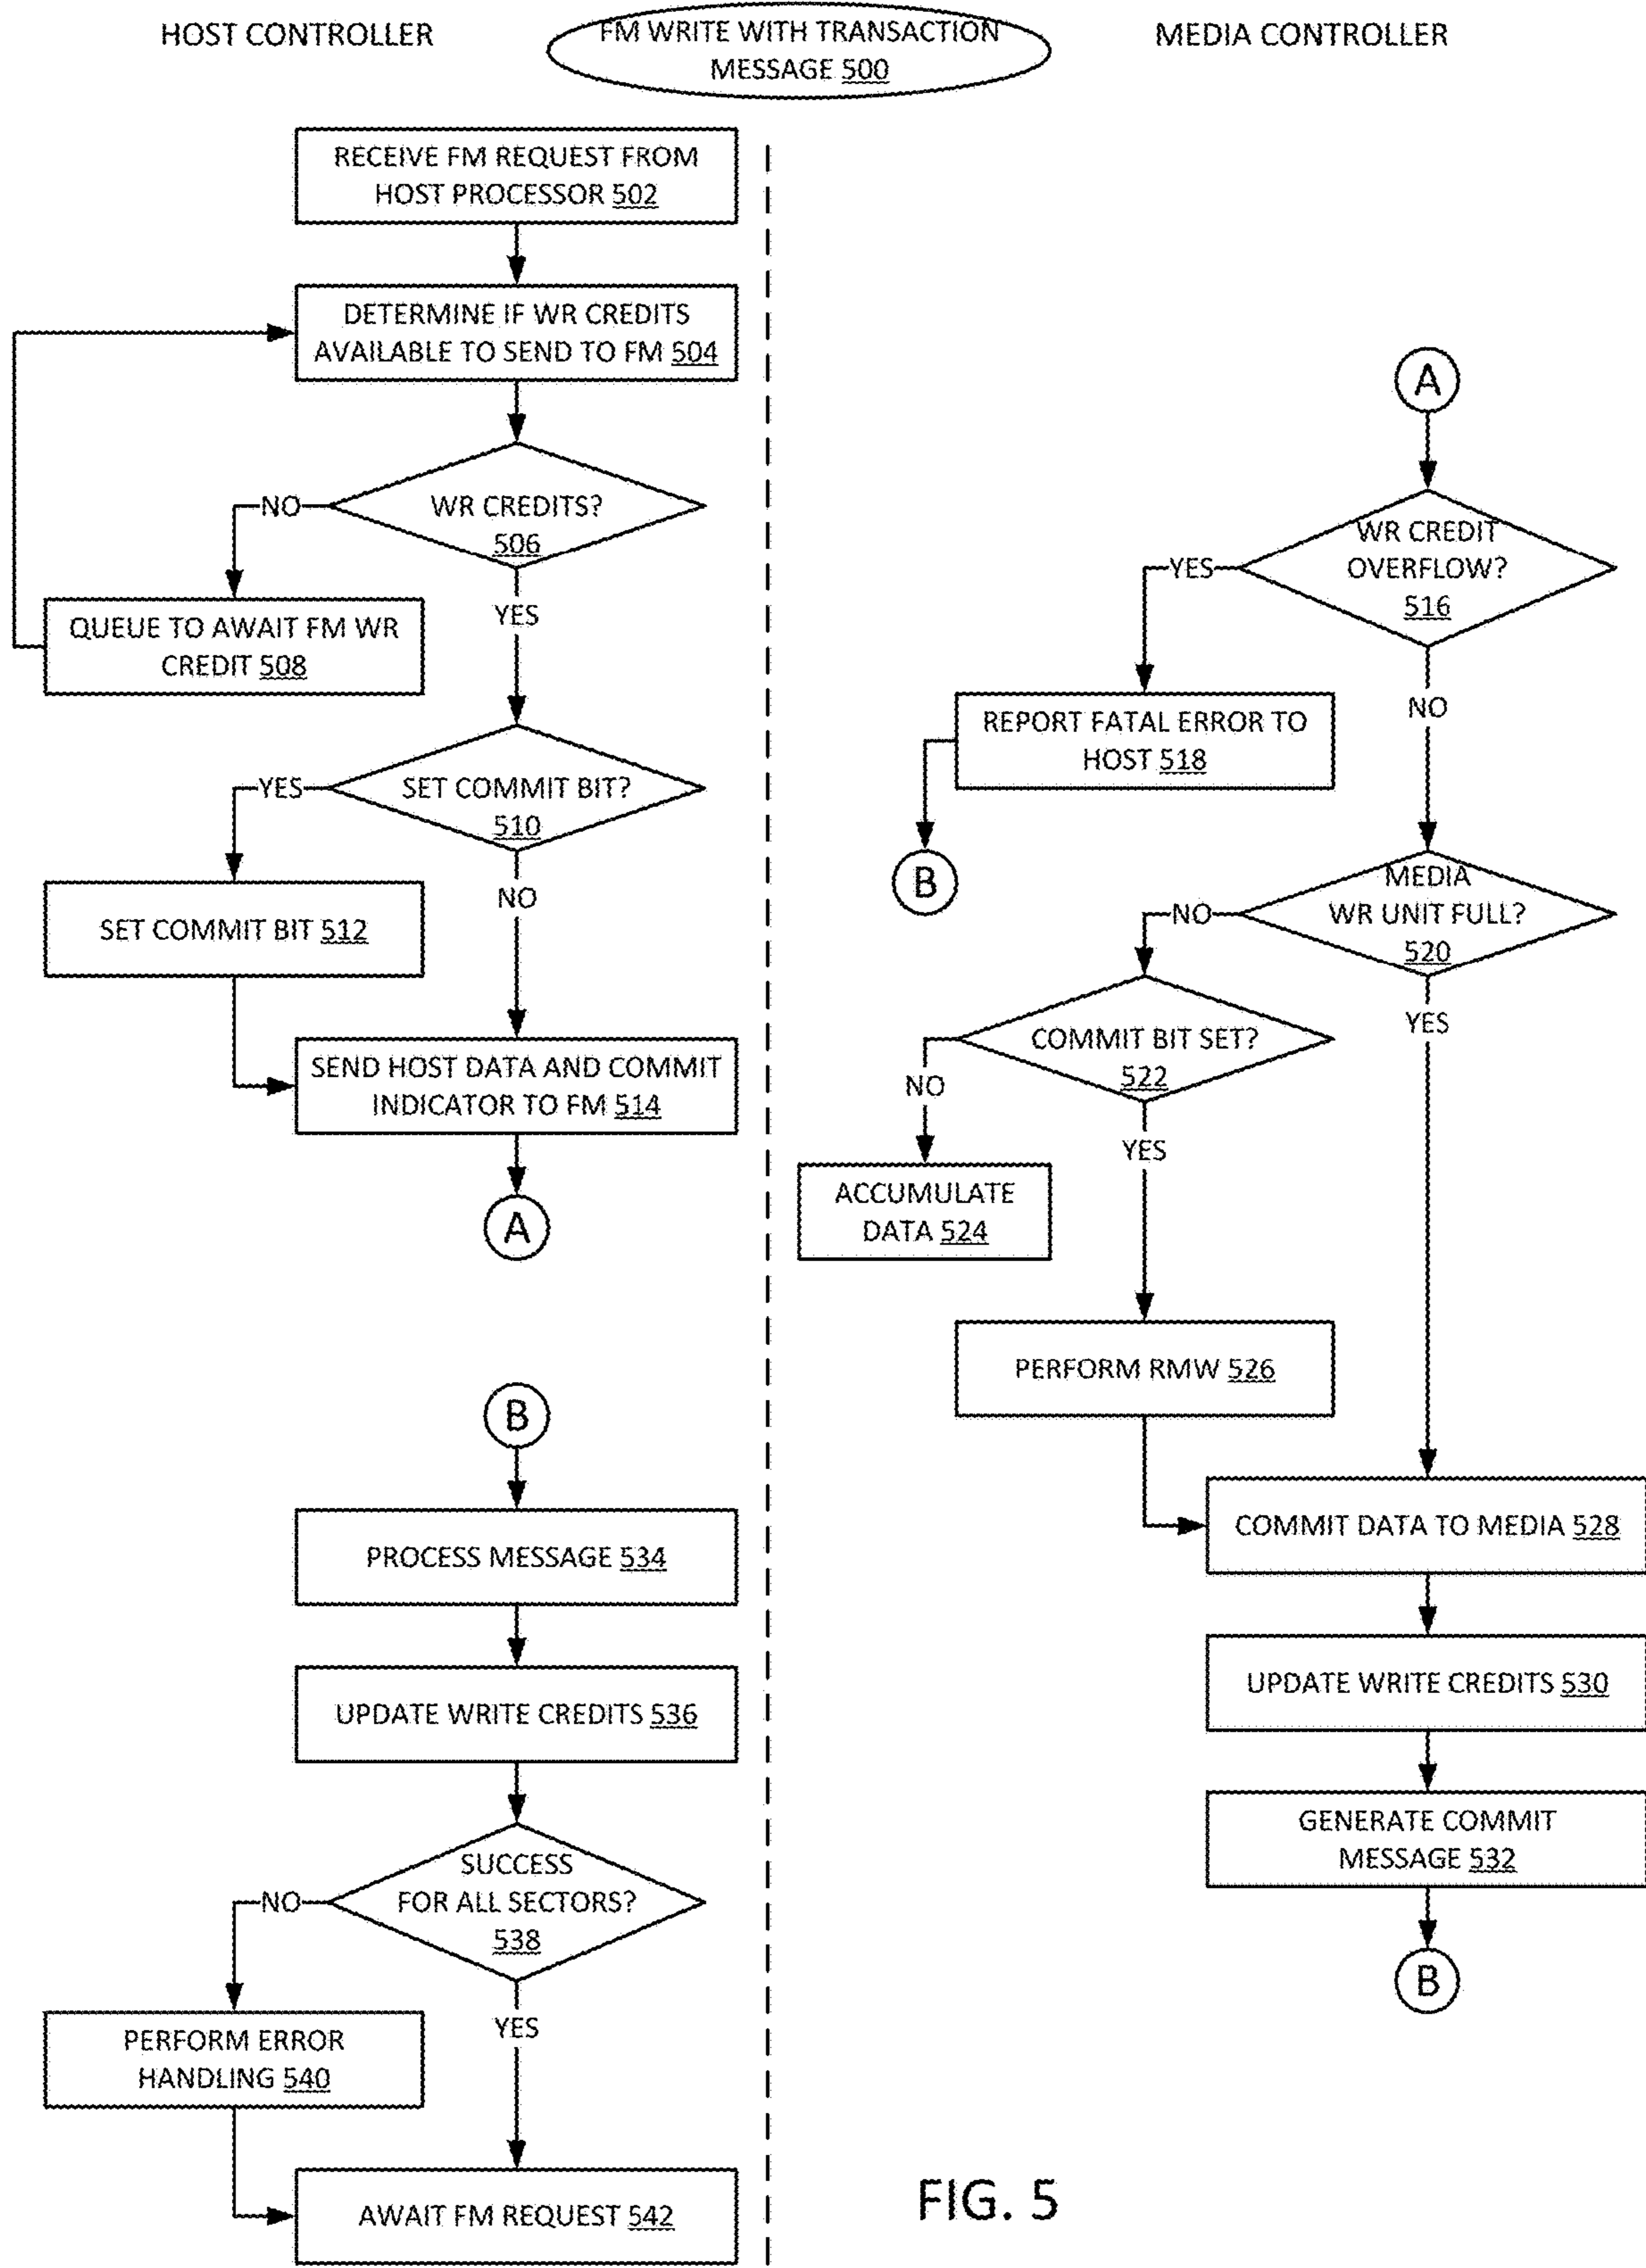 HOST CONTROLLER
FM WRITE WITH TRANSACTION
MESSAGE 500
MEDIA CONTROLLER
RECEIVE FM REQUEST FROM
HOST PROCESSOR 502
DETERMINE IF WR CREDITS
AVAILABLE TO SEND TO FM 504
WR CREDITS?
506
NO
YES
QUEUE TO AWAIT FM WR
CREDIT 508
SET COMMIT BIT?
510
YES
NO
SET COMMIT BIT 512
SEND HOST DATA AND COMMIT
INDICATOR TO FM 514
A
B
PROCESS MESSAGE 534
UPDATE WRITE CREDITS 536
SUCCESS
FOR ALL SECTORS?
538
NO
YES
PERFORM ERROR
HANDLING 540
AWAIT FM REQUEST 542
A
WR CREDIT
OVERFLOW?
516
YES
NO
REPORT FATAL ERROR TO
HOST 518
B
MEDIA
WR UNIT FULL?
520
NO
YES
COMMIT BIT SET?
522
NO
YES
ACCUMULATE
DATA 524
PERFORM RMW 526
COMMIT DATA TO MEDIA 528
UPDATE WRITE CREDITS 530
GENERATE COMMIT
MESSAGE 532
B
FIG. 5